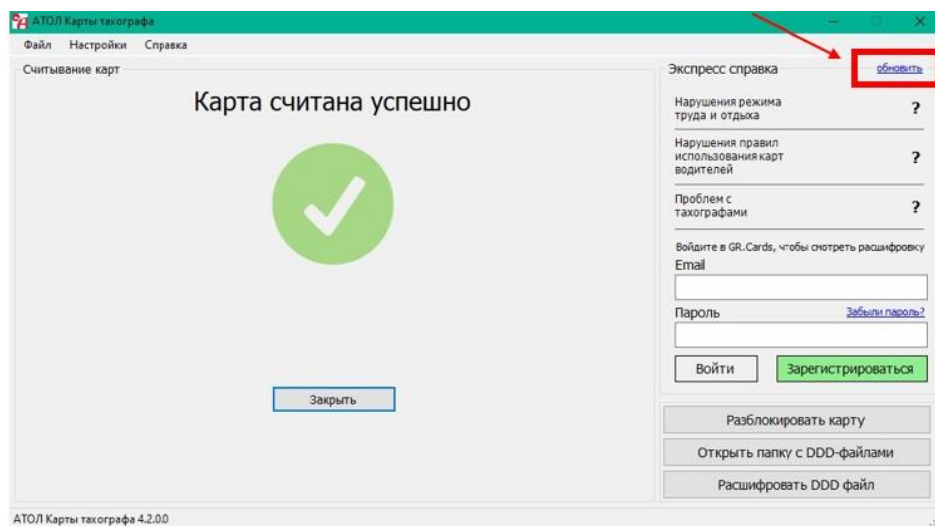 АТОЛ Карты тахографа
Файл Настройки Справка
Считывание карт
Карта считана успешно
Закрыть
Экспресс справка обновить
Нарушения режима
труда и отдыха ?
Нарушения правил
использования карт
водителей ?
Проблем с
тахографами ?
Войдите в GR.Cards, чтобы смотреть расшифровку
Email
Пароль Забыли пароль?
Войти Зарегистрироваться
Разблокировать карту
Открыть папку с DDD-файлами
Расшифровать DDD файл
АТОЛ Карты тахографа 4.2.0.0